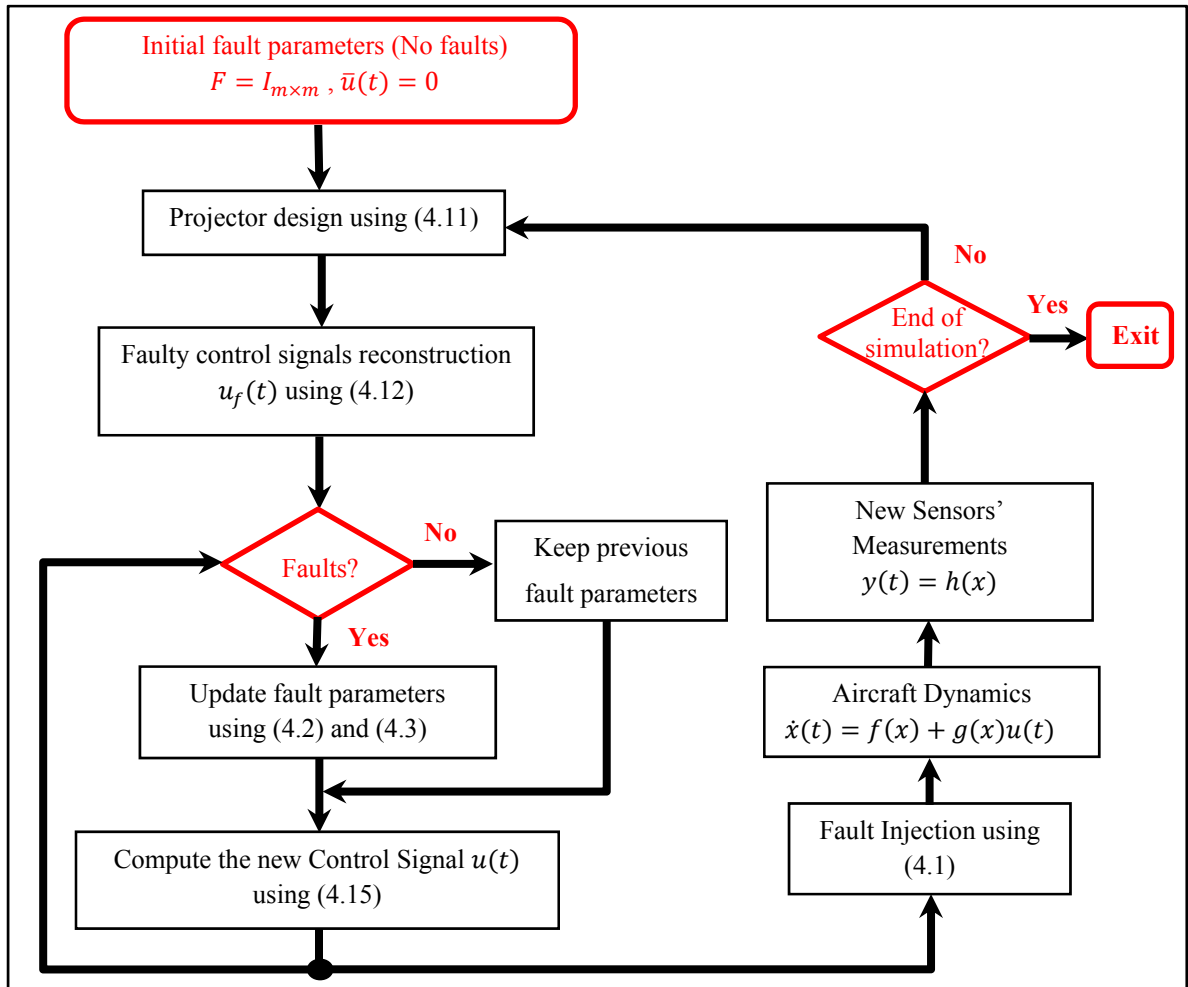 Initial fault parameters (No faults)
𝐹 = 𝐼ₘ×ₘ , ū(𝑡) = 0
Projector design using (4.11)
Faulty control signals reconstruction
𝑢_𝑓(𝑡) using (4.12)
Faults?
No
Keep previous
fault parameters
Yes
Update fault parameters
using (4.2) and (4.3)
Compute the new Control Signal 𝑢(𝑡)
using (4.15)
Fault Injection using
(4.1)
Aircraft Dynamics
ẋ(𝑡) = 𝑓(𝑥) + 𝑔(𝑥)𝑢(𝑡)
New Sensors’
Measurements
𝑦(𝑡) = ℎ(𝑥)
End of
simulation?
No
Yes
Exit